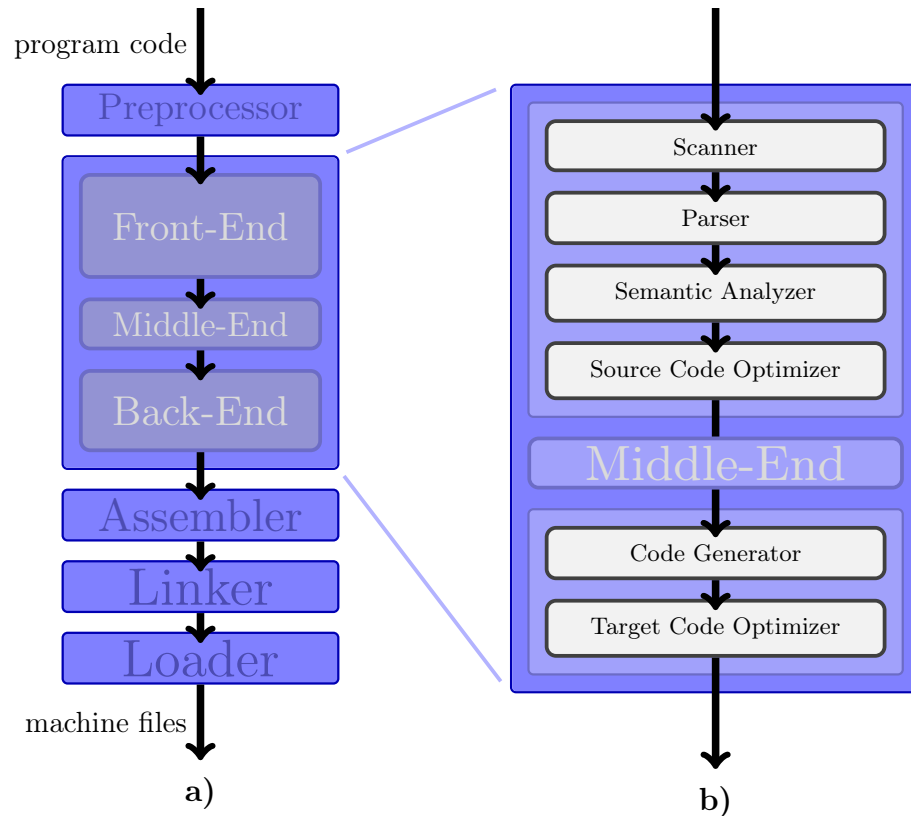 program code
Preprocessor
Front-End
Middle-End
Back-End
Assembler
Linker
Loader
machine files
a)
Scanner
Parser
Semantic Analyzer
Source Code Optimizer
Middle-End
Code Generator
Target Code Optimizer
b)